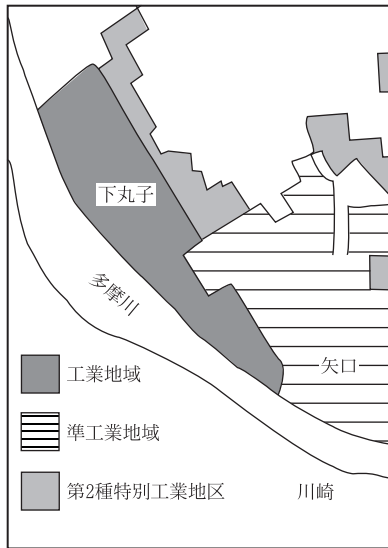 下丸子
多摩川
矢口
工業地域
準工業地域
第2種特別工業地区
川崎